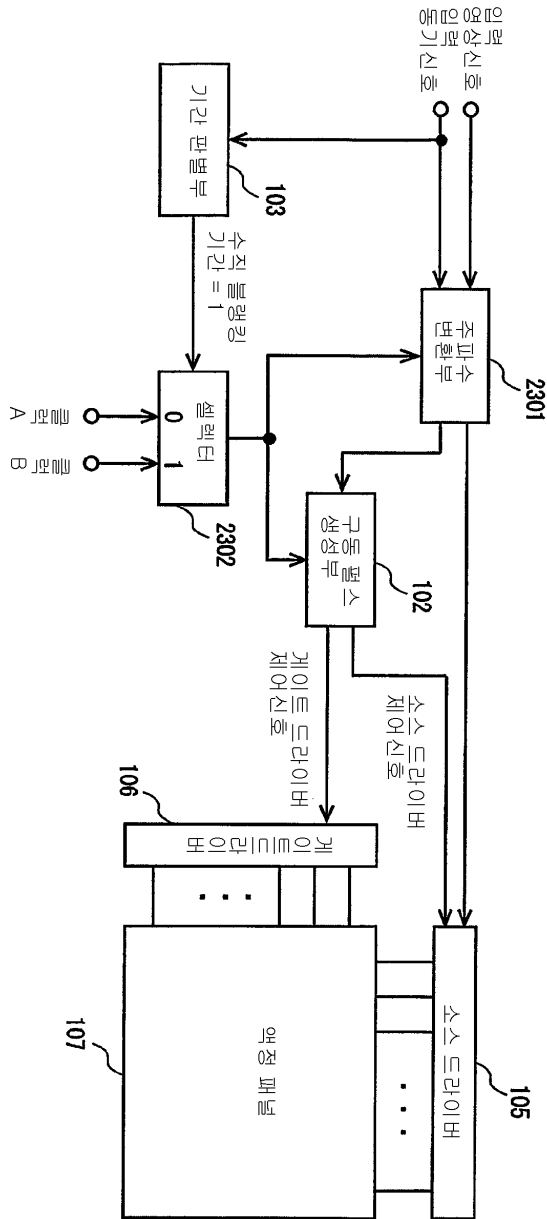 입력
영상신호
입력
동기신호
주파수
변환부
2301
소스 드라이버
105
구동 펄스
생성부
102
소스 드라이버
제어신호
게이트 드라이버
제어신호
기간 판별부
103
수직 블랭킹
기간 = 1
셀렉터
0
1
2302
클럭
A
클럭
B
게이트드라이버
106
액정 패널
107